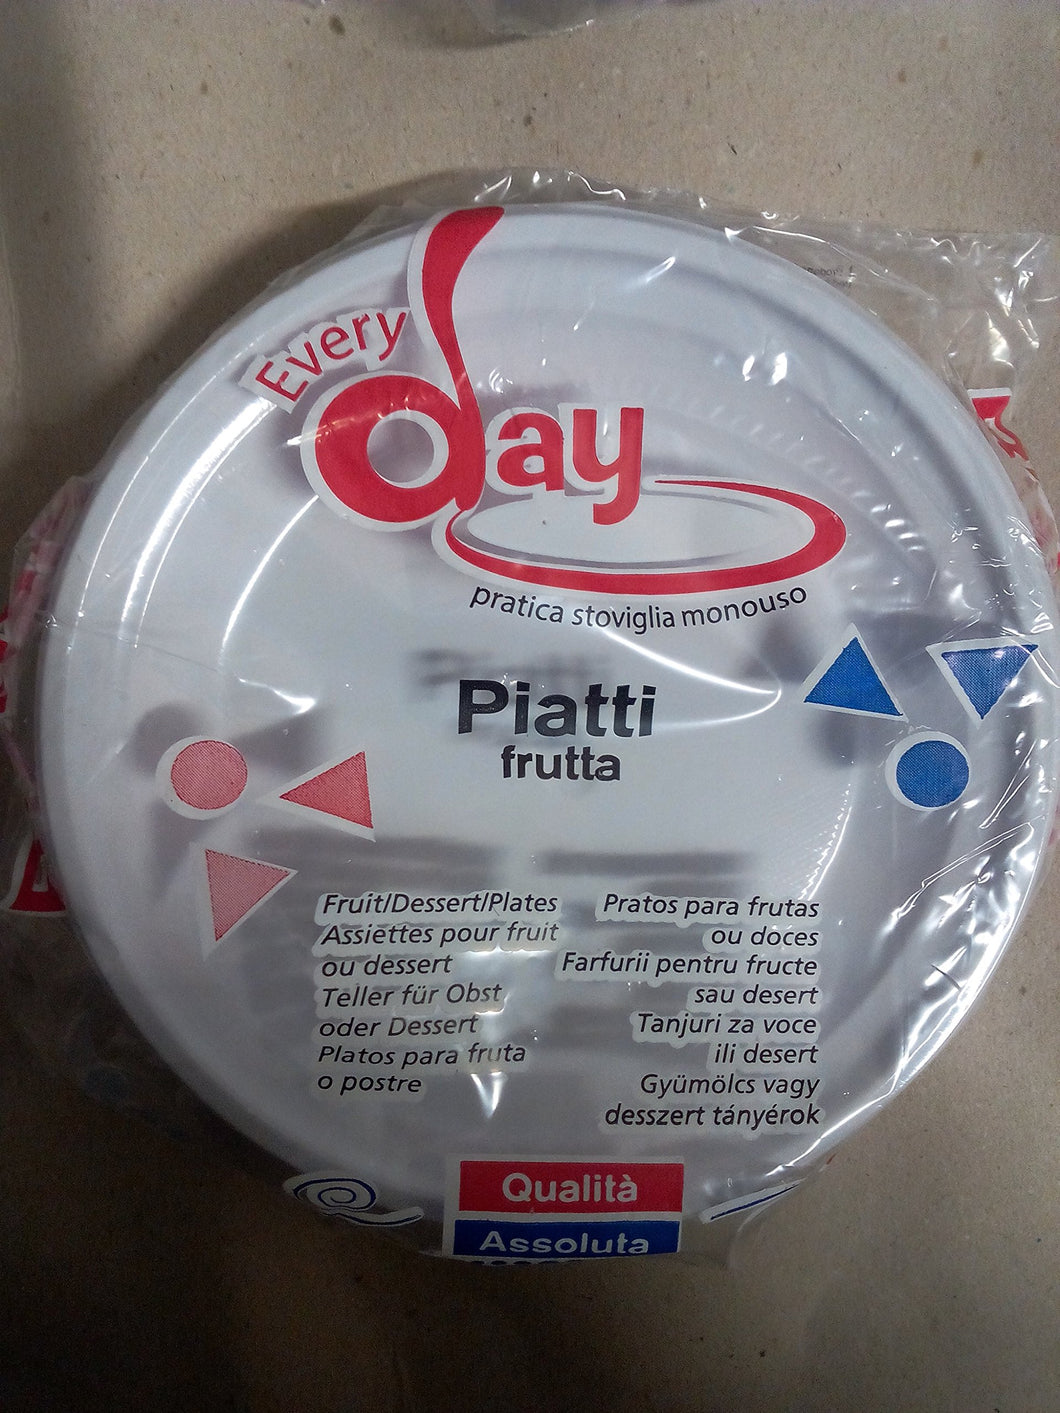 Every
day
pratica stoviglia monouso
Piatti
frutta
Fruit/Dessert/Plates
Assiettes pour fruit
ou dessert
Teller für Obst
oder Dessert
Platos para fruta
o postre
Pratos para frutas
ou doces
Farfurii pentru fructe
sau desert
Tanjuri za voce
ili desert
Gyümölcs vagy
desszert tányérok
Qualità
Assoluta